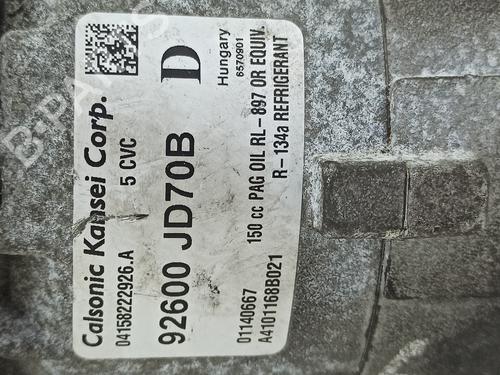 Calsonic Kansei Corp.
5 CVC
04158222926.A
92600 JD70B
D
Hungary
6570901
01140667
150 cc PAG OIL RL-897 OR EQUIV.
A4101168B021
R-134a REFRIGERANT